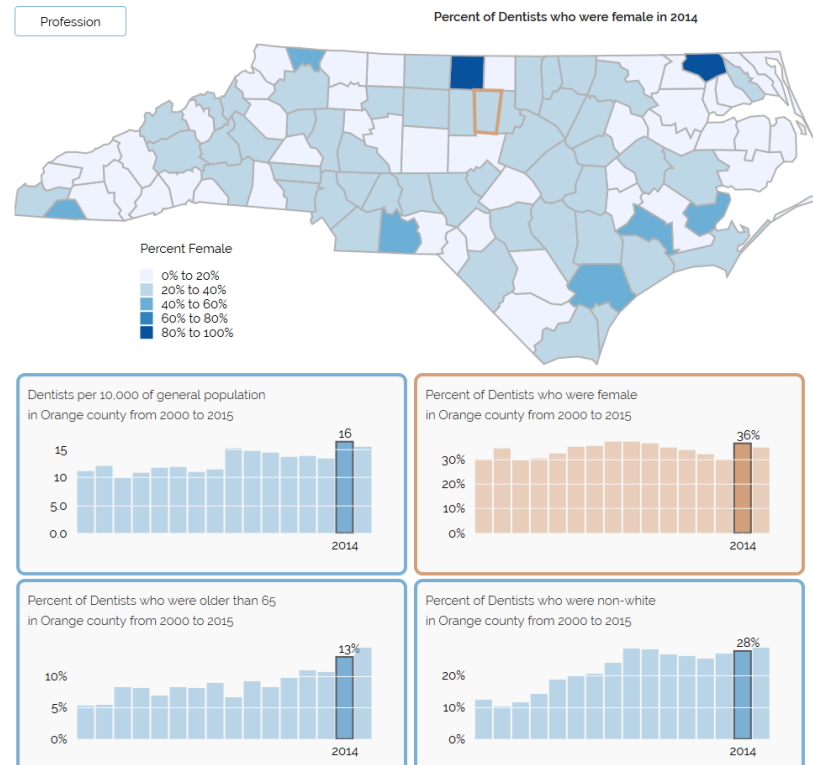 Profession
Percent of Dentists who were female in 2014
Percent Female
0% to 20%
20% to 40%
40% to 60%
60% to 80%
80% to 100%
Dentists per 10,000 of general population
in Orange county from 2000 to 2015
16
15
10
5.0
0.0
2014
Percent of Dentists who were female
in Orange county from 2000 to 2015
36%
30%
20%
10%
0%
2014
Percent of Dentists who were older than 65
in Orange county from 2000 to 2015
13%
10%
5%
0%
2014
Percent of Dentists who were non-white
in Orange county from 2000 to 2015
28%
20%
10%
0%
2014